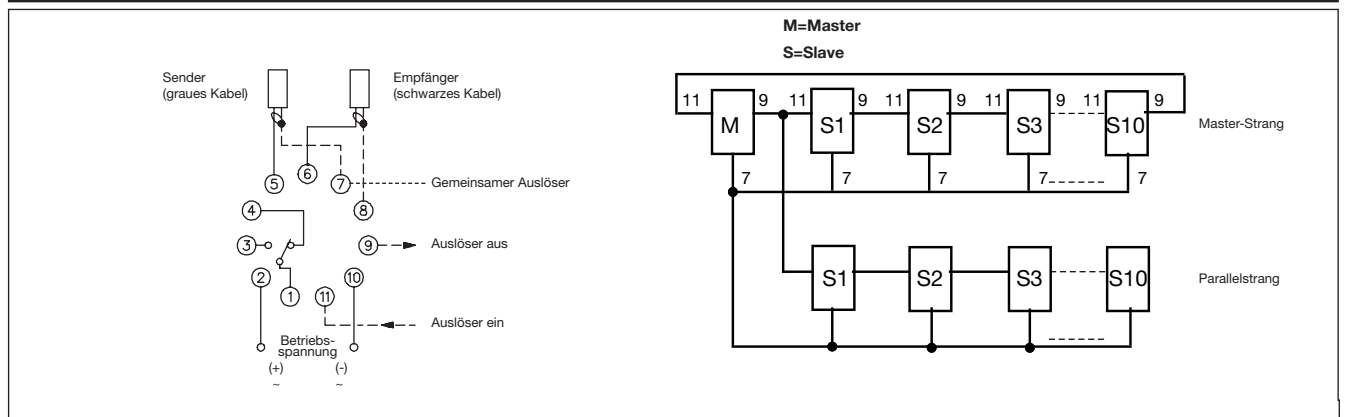 M=Master
S=Slave
Sender
(graues Kabel)
Empfänger
(schwarzes Kabel)
5
6
7
Gemeinsamer Auslöser
8
4
3
9
Auslöser aus
2
1
11
10
Auslöser ein
Betriebs-
spannung
(+)
(-)
~
~
11 9 11 9 11 9 11 9 11 9
M S1 S2 S3 S10
Master-Strang
7 7 7 7 7
S1 S2 S3 S10
Parallelstrang